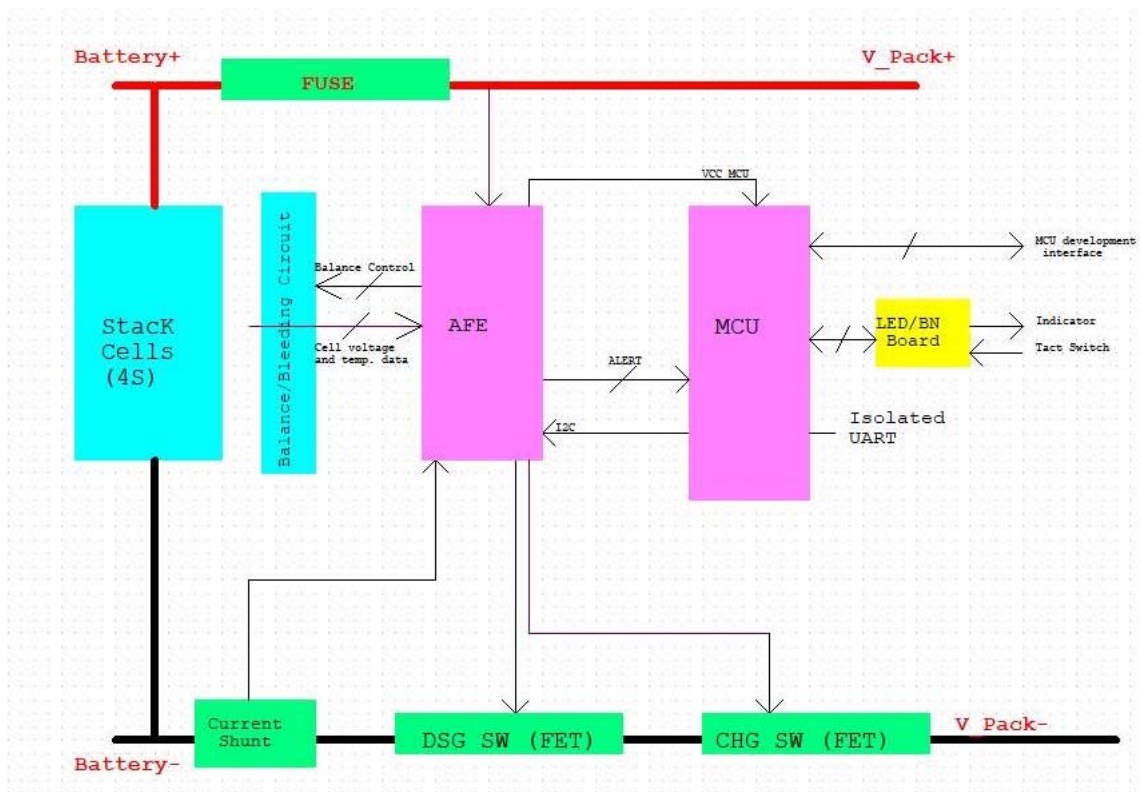 Battery+
V_Pack+
FUSE
VCC MCU
MCU development
interface
Balance/Bleeding Circuit
Balance Control
StacK
Cells
(4S)
AFE
MCU
LED/BN
Board
Indicator
Tact Switch
Cell voltage
and temp. data
ALERT
I2C
Isolated
UART
Current
Shunt
DSG SW (FET)
CHG SW (FET)
V_Pack-
Battery-